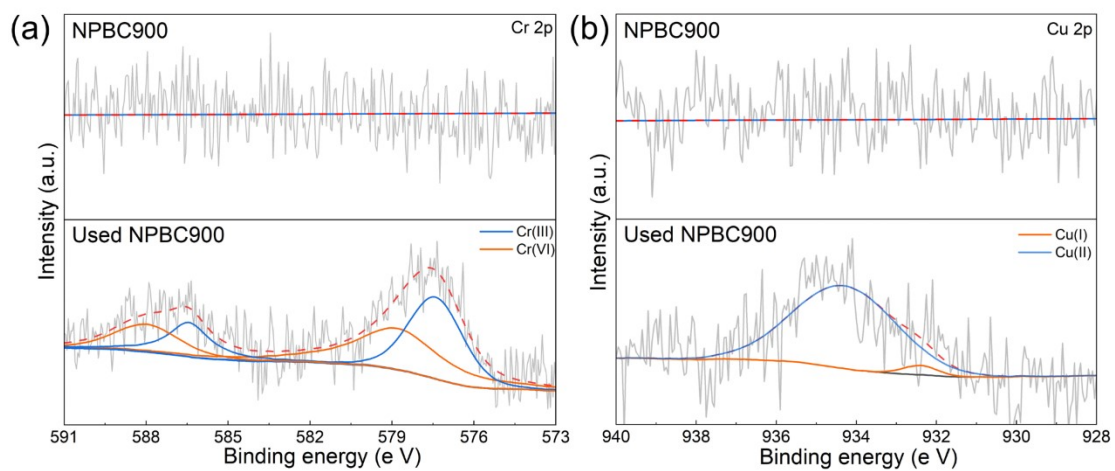 (a)
NPBC900
Cr 2p
Used NPBC900
Cr(III)
Cr(VI)
Intensity (a.u.)
591 588 585 582 579 576 573
Binding energy (e V)
(b)
NPBC900
Cu 2p
Used NPBC900
Cu(I)
Cu(II)
Intensity (a.u.)
940 938 936 934 932 930 928
Binding energy (e V)